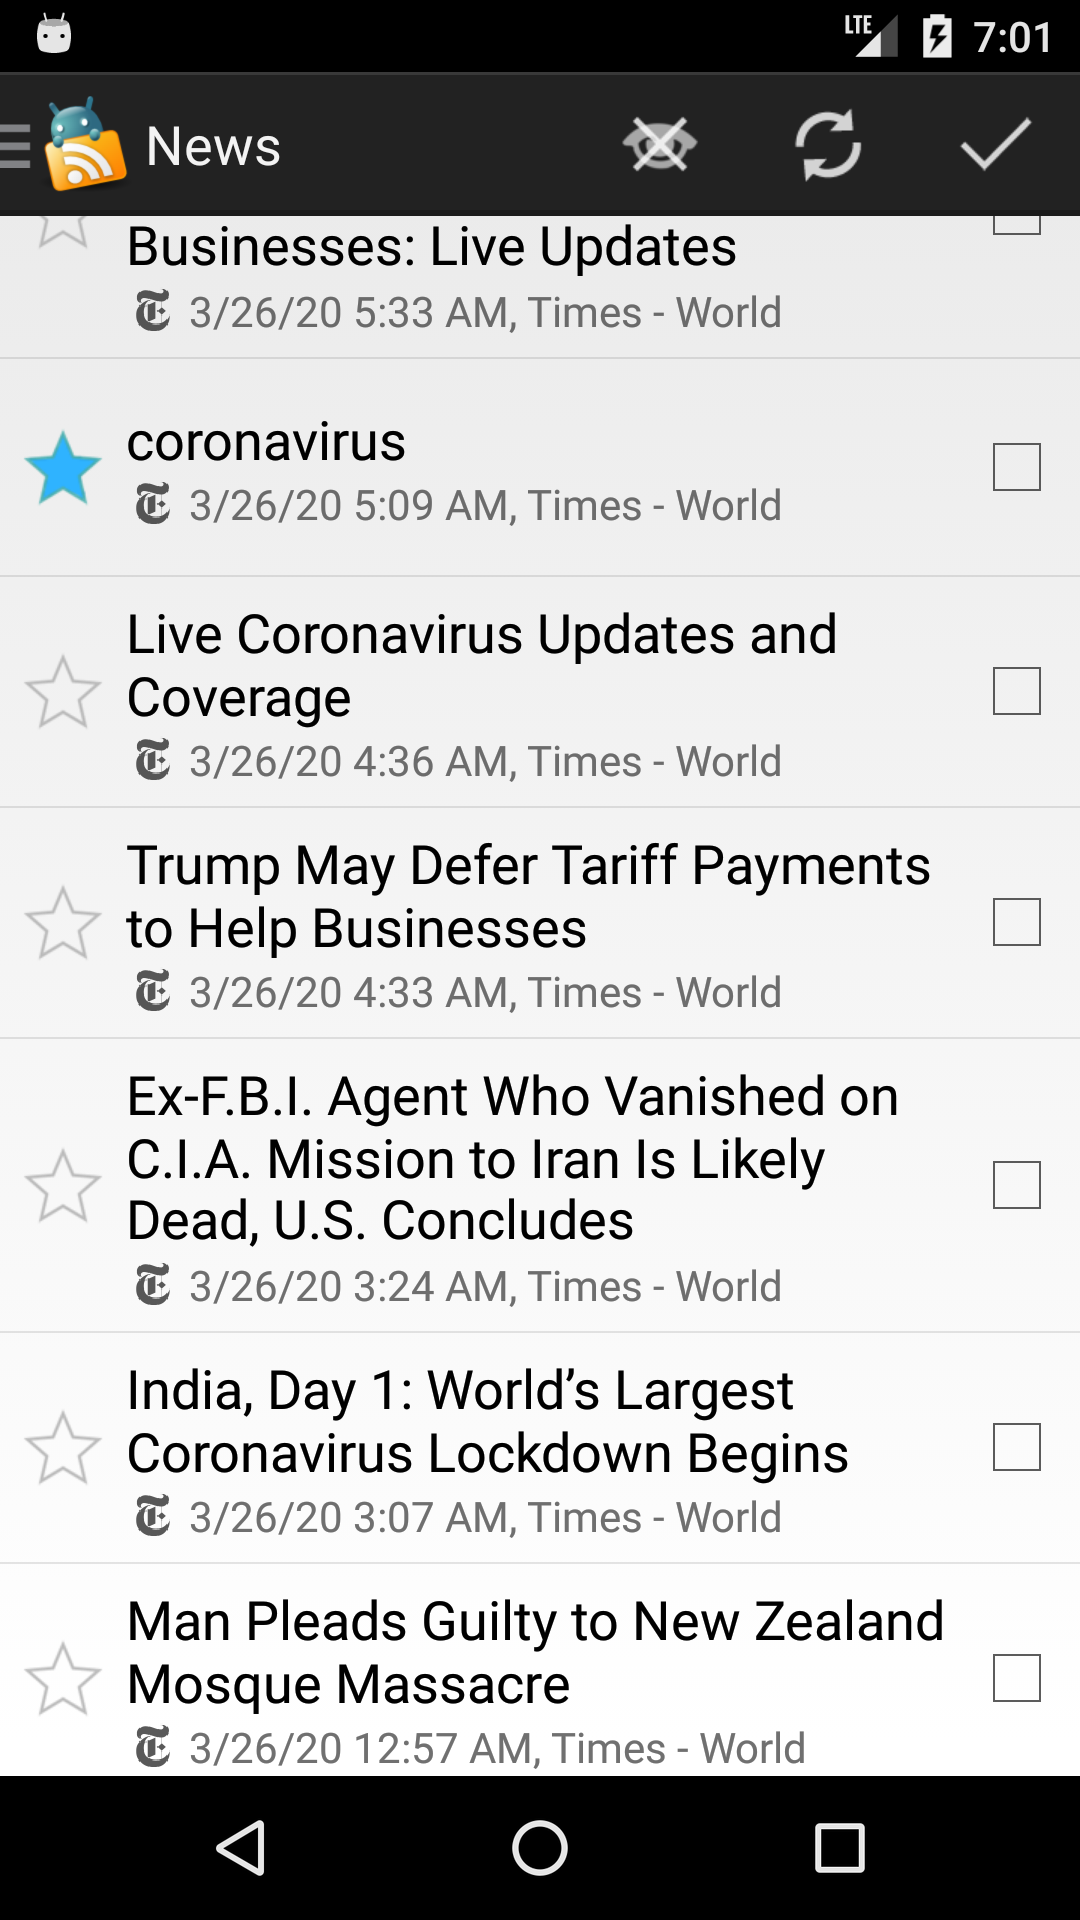 LTE 7:01
News
Businesses: Live Updates
3/26/20 5:33 AM, Times - World
coronavirus
3/26/20 5:09 AM, Times - World
Live Coronavirus Updates and
Coverage
3/26/20 4:36 AM, Times - World
Trump May Defer Tariff Payments
to Help Businesses
3/26/20 4:33 AM, Times - World
Ex-F.B.I. Agent Who Vanished on
C.I.A. Mission to Iran Is Likely
Dead, U.S. Concludes
3/26/20 3:24 AM, Times - World
India, Day 1: World’s Largest
Coronavirus Lockdown Begins
3/26/20 3:07 AM, Times - World
Man Pleads Guilty to New Zealand
Mosque Massacre
3/26/20 12:57 AM, Times - World